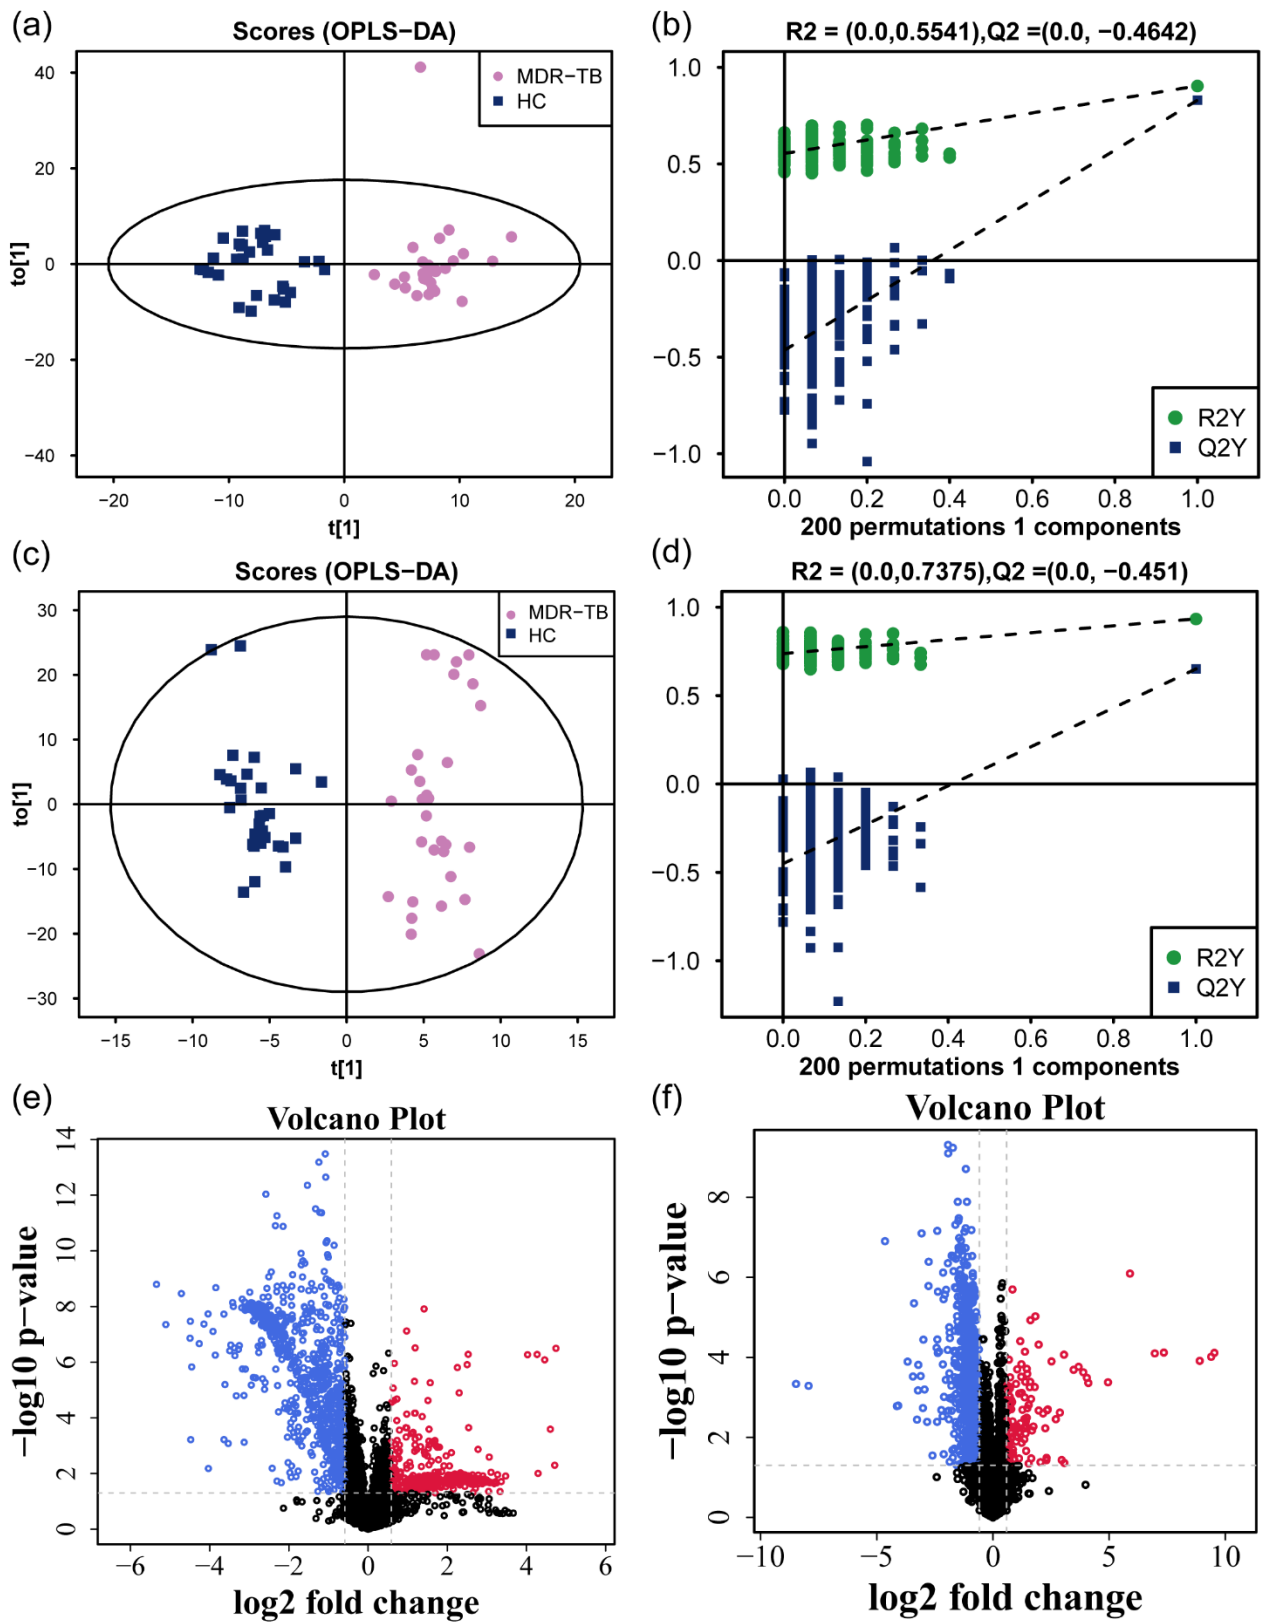 (a)
Scores (OPLS−DA)
MDR−TB
HC
40
20
0
−20
−40
to[1]
−20 −10 0 10 20
t[1]
(b)
R2 = (0.0,0.5541),Q2 =(0.0, −0.4642)
1.0
0.5
0.0
−0.5
−1.0
R2Y
Q2Y
0.0 0.2 0.4 0.6 0.8 1.0
200 permutations 1 components
(c)
Scores (OPLS−DA)
MDR−TB
HC
30
20
10
0
−10
−20
−30
to[1]
−15 −10 −5 0 5 10 15
t[1]
(d)
R2 = (0.0,0.7375),Q2 =(0.0, −0.451)
1.0
0.5
0.0
−0.5
−1.0
R2Y
Q2Y
0.0 0.2 0.4 0.6 0.8 1.0
200 permutations 1 components
(e)
Volcano Plot
14
12
10
8
6
4
2
0
−log10 p−value
−6 −4 −2 0 2 4 6
log2 fold change
(f)
Volcano Plot
8
6
4
2
0
−log10 p−value
−10 −5 0 5 10
log2 fold change